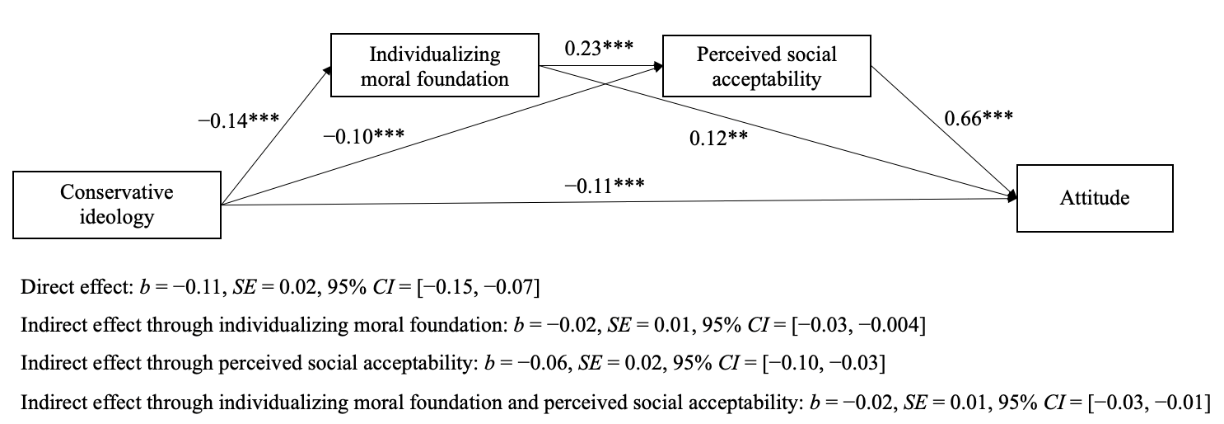 Individualizing
moral foundation
0.23***
Perceived social
acceptability
−0.14***
−0.10***
0.12**
0.66***
Conservative
ideology
−0.11***
Attitude
Direct effect: b = −0.11, SE = 0.02, 95% CI = [−0.15, −0.07]
Indirect effect through individualizing moral foundation: b = −0.02, SE = 0.01, 95% CI = [−0.03, −0.004]
Indirect effect through perceived social acceptability: b = −0.06, SE = 0.02, 95% CI = [−0.10, −0.03]
Indirect effect through individualizing moral foundation and perceived social acceptability: b = −0.02, SE = 0.01, 95% CI = [−0.03, −0.01]